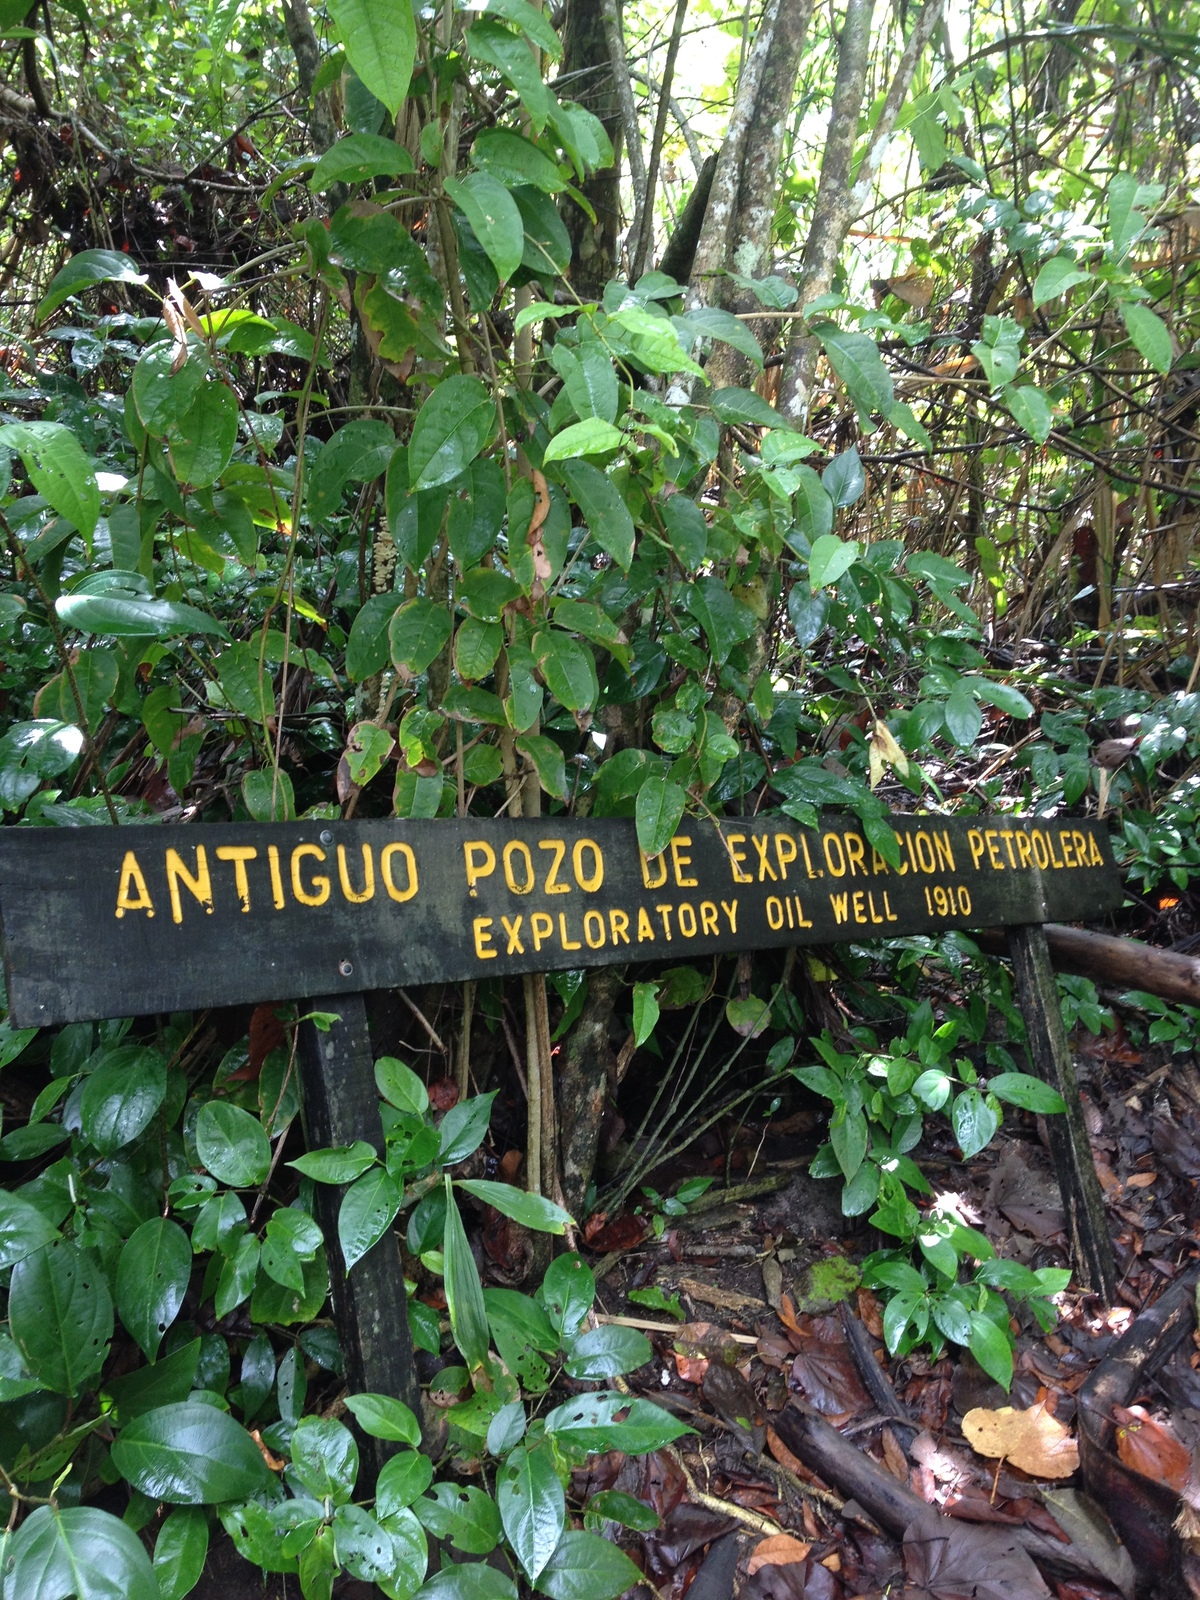 ANTIGUO POZO DE EXPLORACION PETROLERA
EXPLORATORY OIL WELL 1910